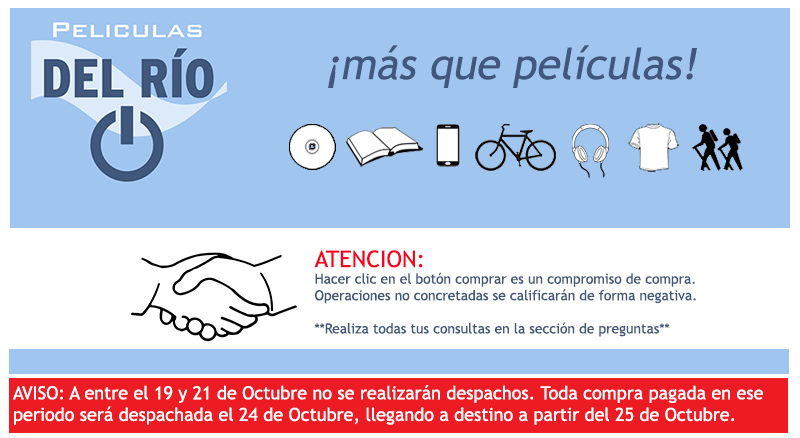 PELICULAS
DEL RÍO
¡más que películas!
ATENCION:
Hacer clic en el botón comprar es un compromiso de compra.
Operaciones no concretadas se calificarán de forma negativa.
**Realiza todas tus consultas en la sección de preguntas**
AVISO: A entre el 19 y 21 de Octubre no se realizarán despachos. Toda compra pagada en ese
periodo será despachada el 24 de Octubre, llegando a destino a partir del 25 de Octubre.